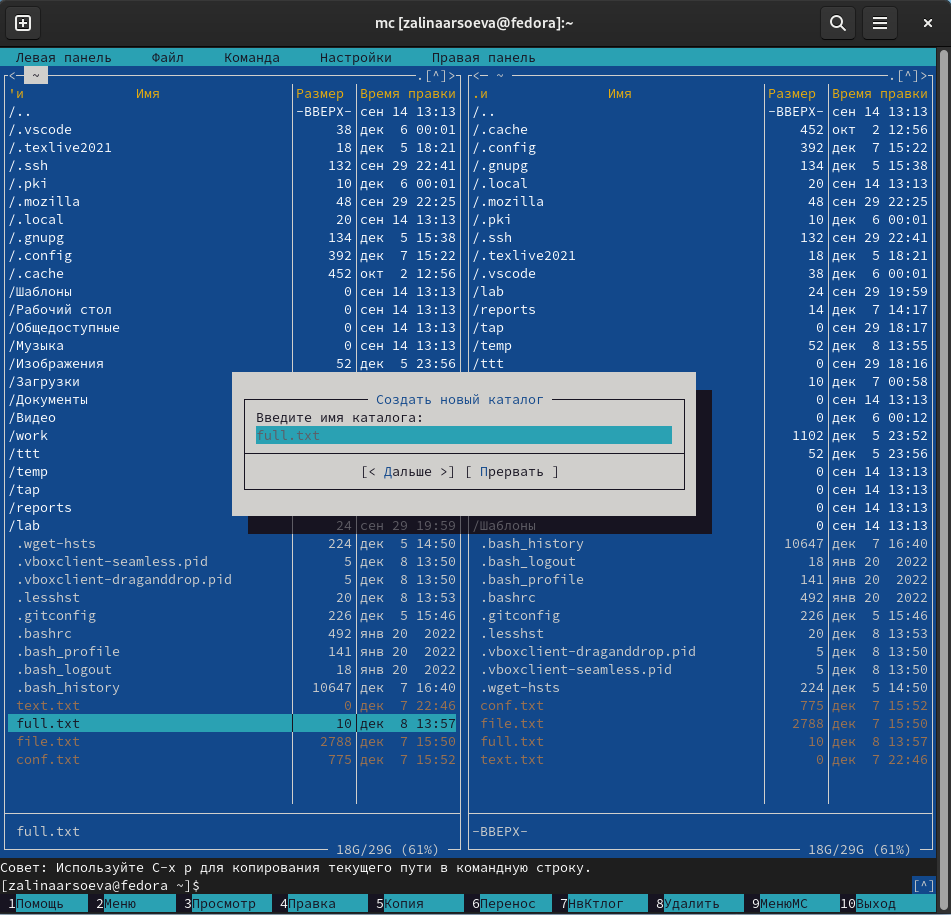 mc [zalinaarsoeva@fedora]:~
Левая панель Файл Команда Настройки Правая панель
<─ ~ .[^]> <─ ~ .[^]>
'и Имя Размер Время правки .и Имя Размер Время правки
/.. -ВВЕРХ- сен 14 13:13 /.. -ВВЕРХ- сен 14 13:13
/.vscode 38 дек 6 00:01 /.cache 452 окт 2 12:56
/.texlive2021 18 дек 5 18:21 /.config 392 дек 7 15:22
/.ssh 132 сен 29 22:41 /.gnupg 134 дек 5 15:38
/.pki 10 дек 6 00:01 /.local 20 сен 14 13:13
/.mozilla 48 сен 29 22:25 /.mozilla 48 сен 29 22:25
/.local 20 сен 14 13:13 /.pki 10 дек 6 00:01
/.gnupg 134 дек 5 15:38 /.ssh 132 сен 29 22:41
/.config 392 дек 7 15:22 /.texlive2021 18 дек 5 18:21
/.cache 452 окт 2 12:56 /.vscode 38 дек 6 00:01
/Шаблоны 0 сен 14 13:13 /lab 24 сен 29 19:59
/Рабочий стол 0 сен 14 13:13 /reports 14 дек 7 14:17
/Общедоступные 0 сен 14 13:13 /tap 0 сен 29 18:17
/Музыка 0 сен 14 13:13 /temp 52 дек 8 13:55
/Изображения 52 дек 5 23:56 /ttt 0 сен 29 18:16
/Загрузки 10 дек 7 00:58
/Документы Создать новый каталог 0 сен 14 13:13
/Видео Введите имя каталога: 0 дек 6 00:12
/work full.txt 1102 дек 5 23:52
/ttt 52 дек 5 23:56
/temp [< Дальше >] [ Прервать ] 0 сен 14 13:13
/tap 0 сен 14 13:13
/reports 0 сен 14 13:13
/lab 24 сен 29 19:59 /Шаблоны 0 сен 14 13:13
.wget-hsts 224 дек 5 14:50 .bash_history 10647 дек 7 16:40
.vboxclient-seamless.pid 5 дек 8 13:50 .bash_logout 18 янв 20 2022
.vboxclient-draganddrop.pid 5 дек 8 13:50 .bash_profile 141 янв 20 2022
.lesshst 20 дек 8 13:53 .bashrc 492 янв 20 2022
.gitconfig 226 дек 5 15:46 .gitconfig 226 дек 5 15:46
.bashrc 492 янв 20 2022 .lesshst 20 дек 8 13:53
.bash_profile 141 янв 20 2022 .vboxclient-draganddrop.pid 5 дек 8 13:50
.bash_logout 18 янв 20 2022 .vboxclient-seamless.pid 5 дек 8 13:50
.bash_history 10647 дек 7 16:40 .wget-hsts 224 дек 5 14:50
text.txt 0 дек 7 22:46 conf.txt 775 дек 7 15:52
full.txt 10 дек 8 13:57 file.txt 2788 дек 7 15:50
file.txt 2788 дек 7 15:50 full.txt 10 дек 8 13:57
conf.txt 775 дек 7 15:52 text.txt 0 дек 7 22:46
full.txt -ВВЕРХ-
18G/29G (61%) 18G/29G (61%)
Совет: Используйте C-x p для копирования текущего пути в командную строку.
[zalinaarsoeva@fedora ~]$ [^]
1Помощь 2Меню 3Просмотр 4Правка 5Копия 6Перенос 7НвКтлог 8Удалить 9МенюМС 10Выход